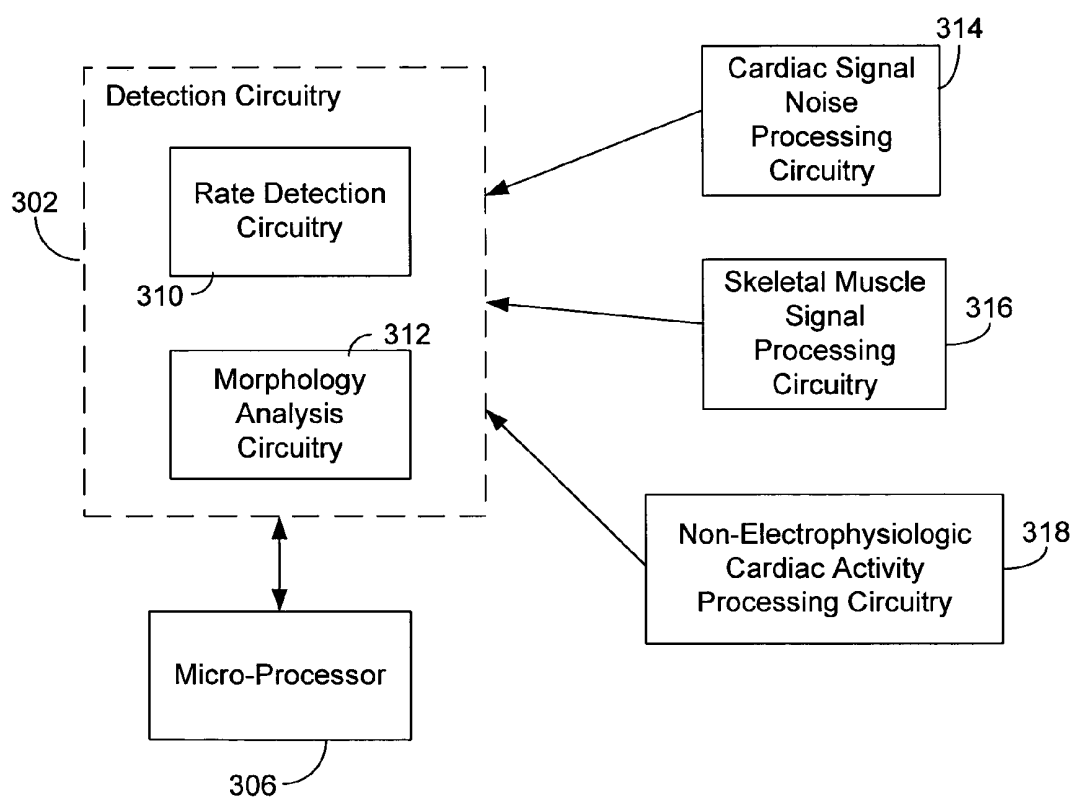 Detection Circuitry
302
Rate Detection
Circuitry
310
312
Morphology
Analysis
Circuitry
Micro-Processor
306
314
Cardiac Signal
Noise
Processing
Circuitry
Skeletal Muscle
Signal
Processing
Circuitry
316
Non-Electrophysiologic
Cardiac Activity
Processing Circuitry
318